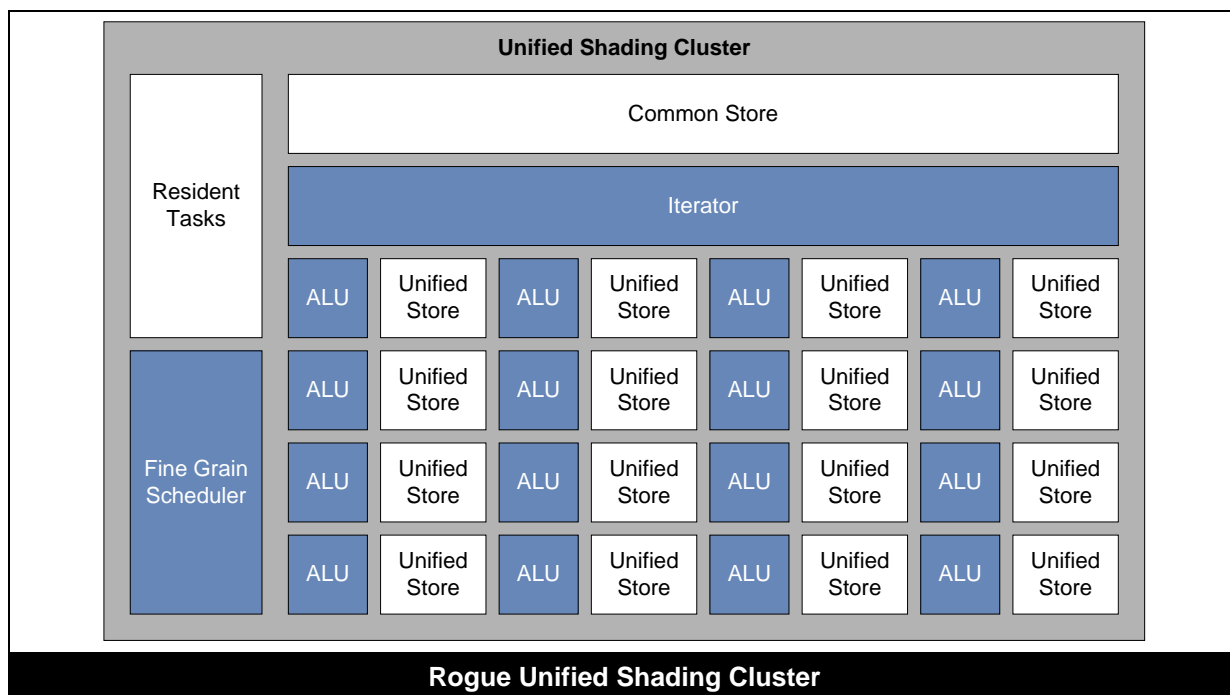 Unified Shading Cluster
Resident
Tasks
Common Store
Iterator
ALU
Unified
Store
ALU
Unified
Store
ALU
Unified
Store
ALU
Unified
Store
Fine Grain
Scheduler
ALU
Unified
Store
ALU
Unified
Store
ALU
Unified
Store
ALU
Unified
Store
ALU
Unified
Store
ALU
Unified
Store
ALU
Unified
Store
ALU
Unified
Store
ALU
Unified
Store
ALU
Unified
Store
ALU
Unified
Store
ALU
Unified
Store
Rogue Unified Shading Cluster